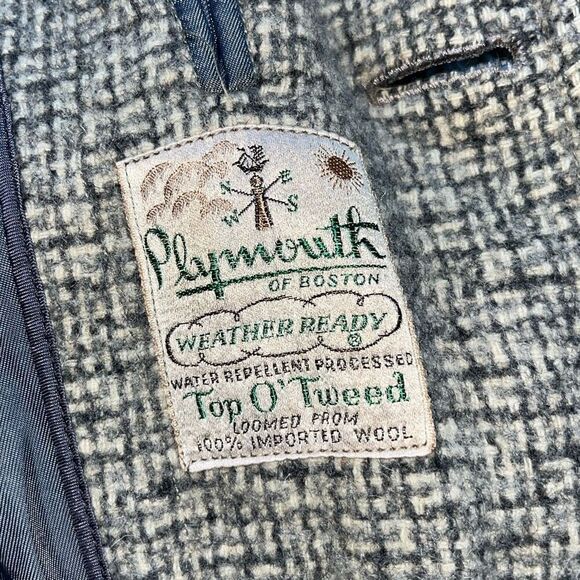 N E
W S
Plymouth
OF BOSTON
WEATHER READY ®
WATER REPELLENT PROCESSED
Top O' Tweed
LOOMED FROM
100% IMPORTED WOOL